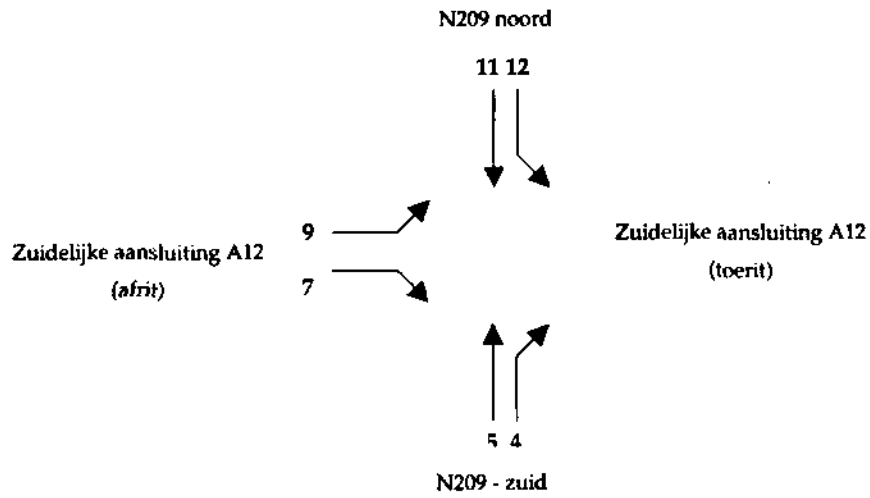 N209 noord
11 12
9
Zuidelijke aansluiting A12
(afrit)
7
Zuidelijke aansluiting A12
(toerit)
5 4
N209 - zuid